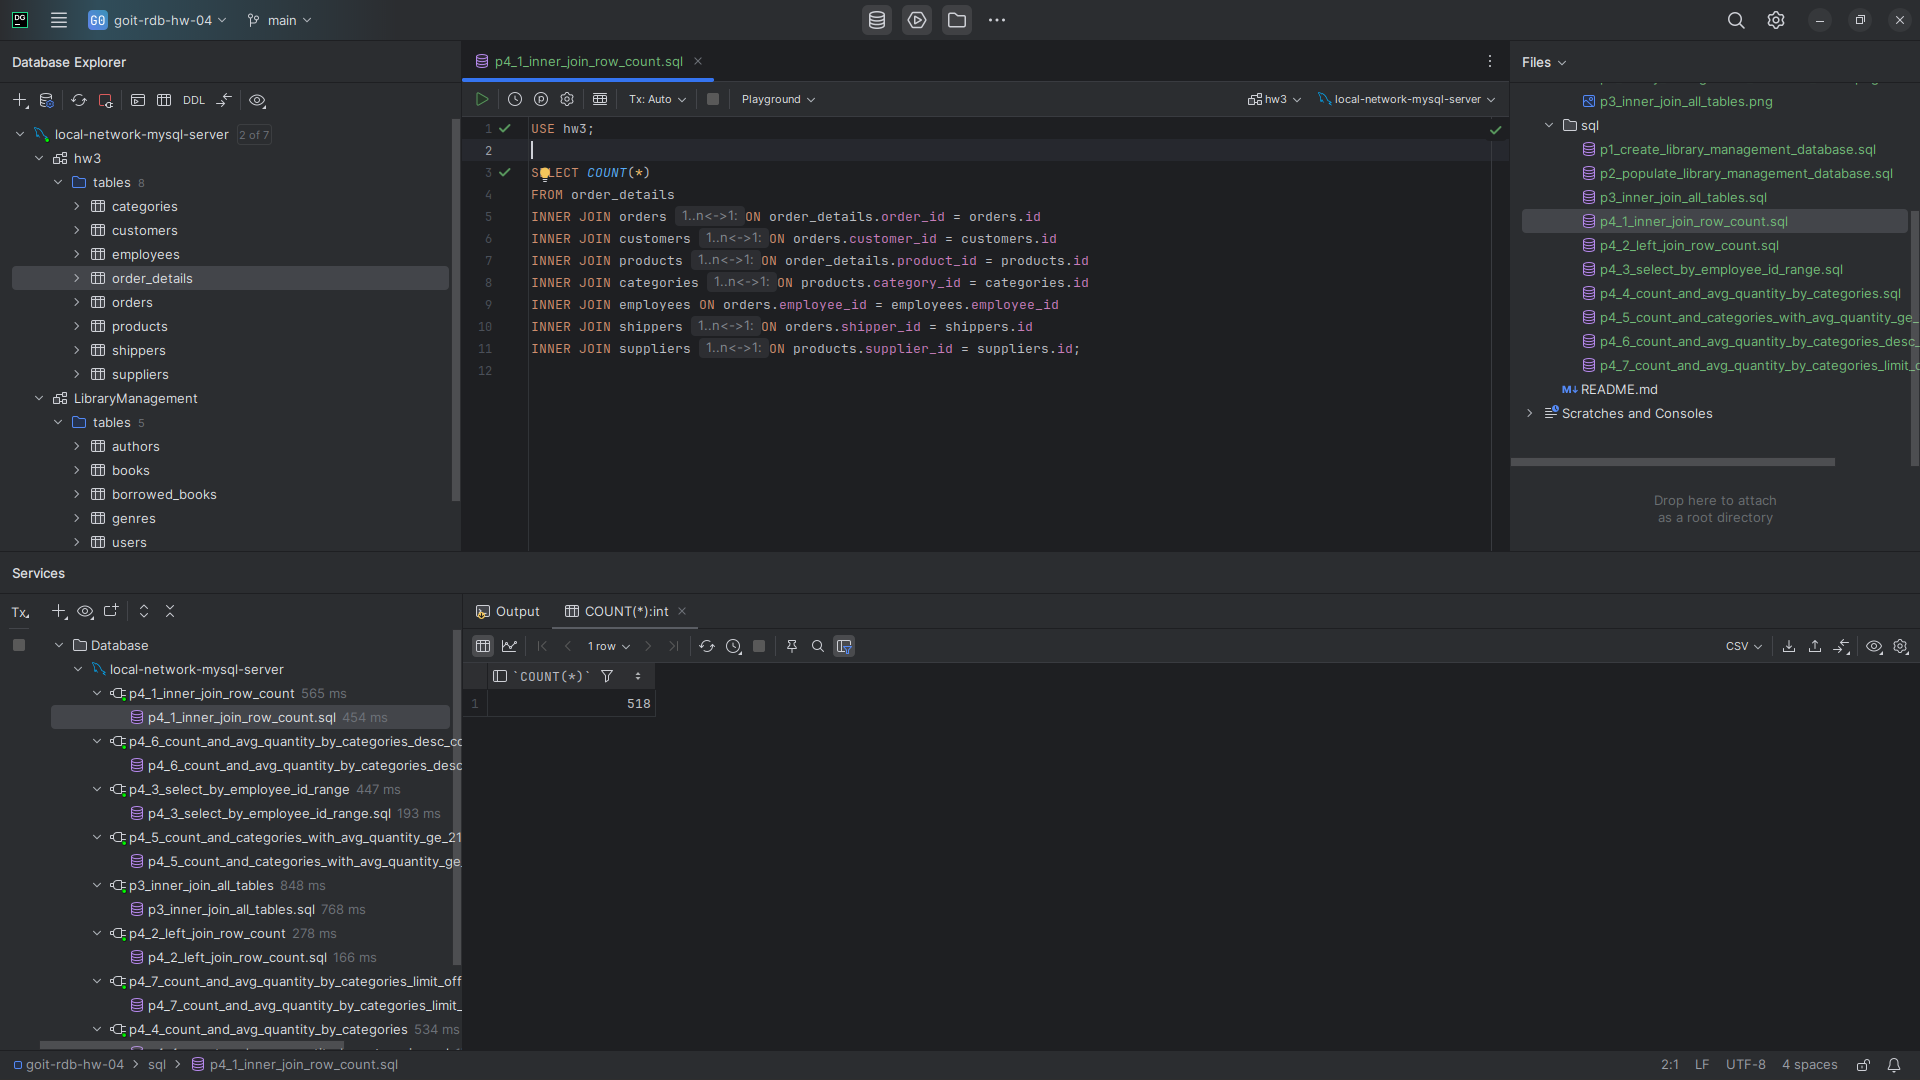 DG
GO goit-rdb-hw-04
main
Database Explorer
DDL
local-network-mysql-server 2 of 7
hw3
tables 8
categories
customers
employees
order_details
orders
products
shippers
suppliers
LibraryManagement
tables 5
authors
books
borrowed_books
genres
users
p4_1_inner_join_row_count.sql
Tx: Auto
Playground
hw3
local-network-mysql-server
1 USE hw3;
2
3 SELECT COUNT(*)
4 FROM order_details
5 INNER JOIN orders 1..n<->1: ON order_details.order_id = orders.id
6 INNER JOIN customers 1..n<->1: ON orders.customer_id = customers.id
7 INNER JOIN products 1..n<->1: ON order_details.product_id = products.id
8 INNER JOIN categories 1..n<->1: ON products.category_id = categories.id
9 INNER JOIN employees ON orders.employee_id = employees.employee_id
10 INNER JOIN shippers 1..n<->1: ON orders.shipper_id = shippers.id
11 INNER JOIN suppliers 1..n<->1: ON products.supplier_id = suppliers.id;
12
Files
p3_inner_join_all_tables.png
sql
p1_create_library_management_database.sql
p2_populate_library_management_database.sql
p3_inner_join_all_tables.sql
p4_1_inner_join_row_count.sql
p4_2_left_join_row_count.sql
p4_3_select_by_employee_id_range.sql
p4_4_count_and_avg_quantity_by_categories.sql
p4_5_count_and_categories_with_avg_quantity_ge_
p4_6_count_and_avg_quantity_by_categories_desc_
p4_7_count_and_avg_quantity_by_categories_limit_
M↓ README.md
Scratches and Consoles
Drop here to attach
as a root directory
Services
Tx
Database
local-network-mysql-server
p4_1_inner_join_row_count 565 ms
p4_1_inner_join_row_count.sql 454 ms
p4_6_count_and_avg_quantity_by_categories_desc_co
p4_6_count_and_avg_quantity_by_categories_desc
p4_3_select_by_employee_id_range 447 ms
p4_3_select_by_employee_id_range.sql 193 ms
p4_5_count_and_categories_with_avg_quantity_ge_21
p4_5_count_and_categories_with_avg_quantity_ge
p3_inner_join_all_tables 848 ms
p3_inner_join_all_tables.sql 768 ms
p4_2_left_join_row_count 278 ms
p4_2_left_join_row_count.sql 166 ms
p4_7_count_and_avg_quantity_by_categories_limit_off
p4_7_count_and_avg_quantity_by_categories_limit_
p4_4_count_and_avg_quantity_by_categories 534 ms
Output
COUNT(*):int
1 row
CSV
`COUNT(*)`
1 518
goit-rdb-hw-04 > sql > p4_1_inner_join_row_count.sql
2:1 LF UTF-8 4 spaces